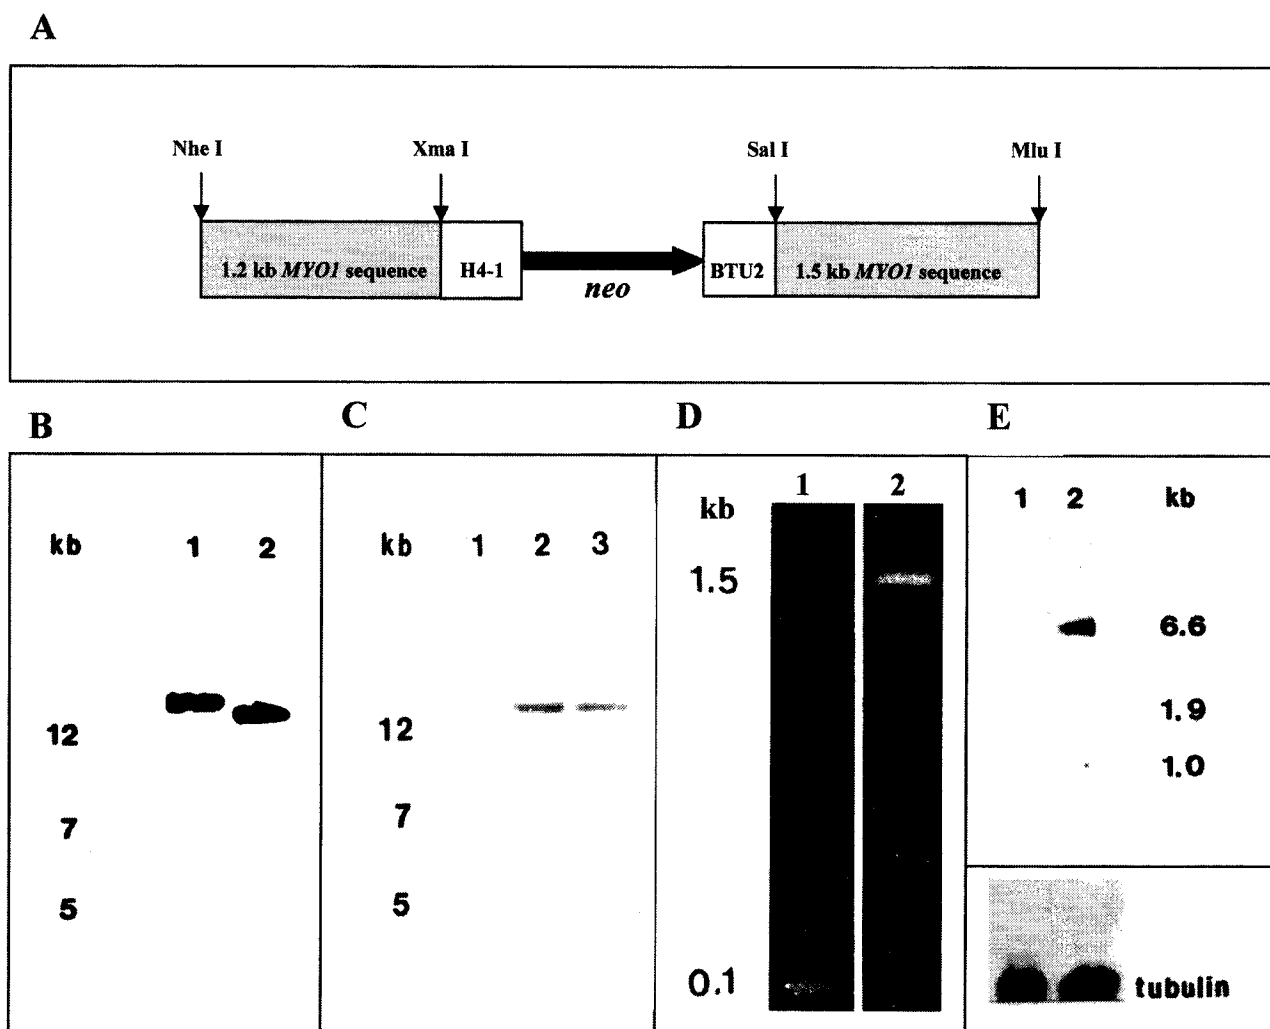 A
Nhe I Xma I Sal I Mlu I
1.2 kb MYO1 sequence H4-1 neo BTU2 1.5 kb MYO1 sequence
B
kb 1 2
12
7
5
C
kb 1 2 3
12
7
5
D
1 2
kb
1.5
0.1
E
1 2 kb
6.6
1.9
1.0
tubulin